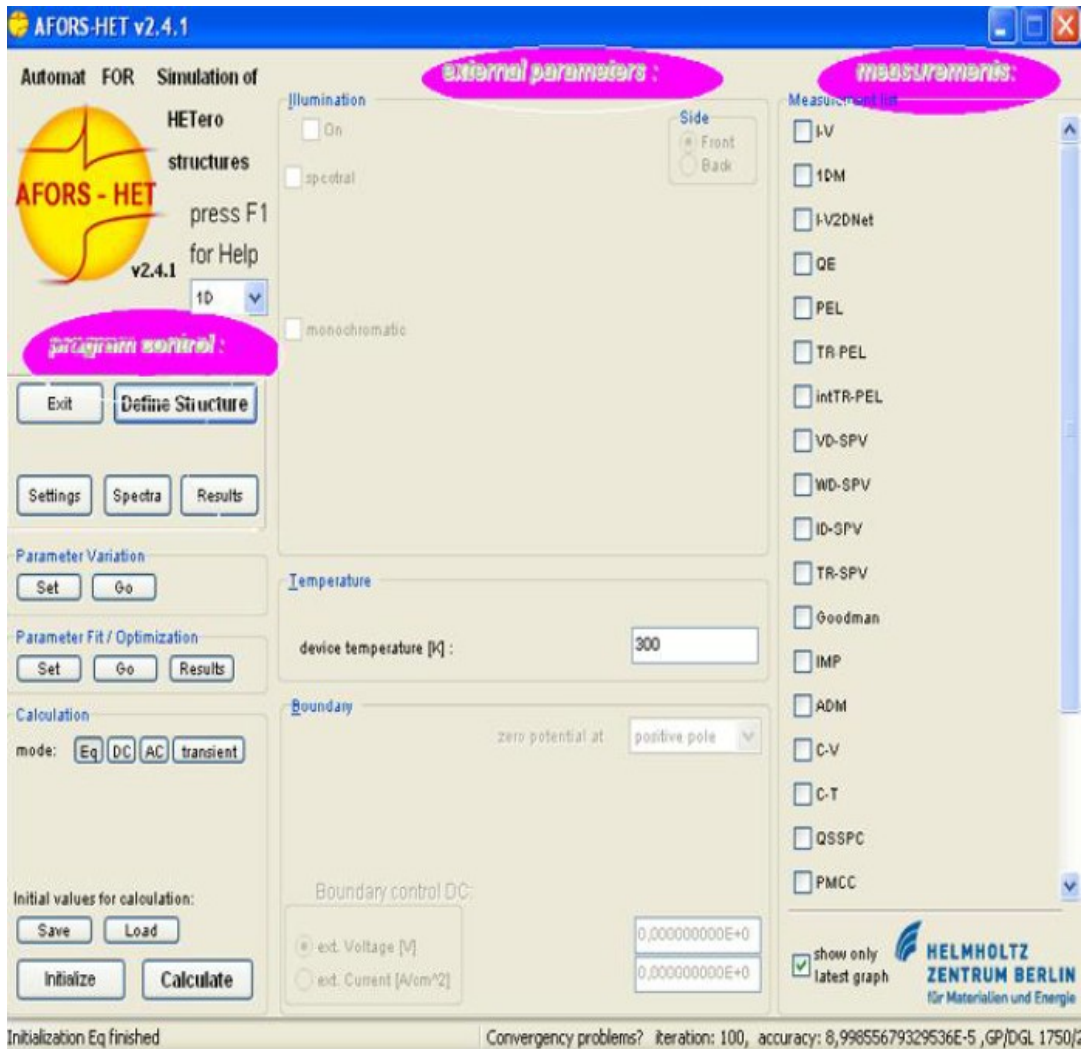 AFORS-HET v2.4.1
Automat FOR Simulation of
HETero
structures
AFORS - HET
press F1
for Help
v2.4.1
1D
program control :
Exit
Define Structure
Settings
Spectra
Results
Parameter Variation
Set
Go
Parameter Fit / Optimization
Set
Go
Results
Calculation
mode:
Eq
DC
AC
transient
Initial values for calculation:
Save
Load
Initialize
Calculate
external parameters :
Illumination
On
Side
Front
Back
spectral
monochromatic
Temperature
device temperature [K] :
300
Boundary
zero potential at
positive pole
Boundary control DC:
ext. Voltage [V]
0,000000000E+0
ext. Current [A/cm^2]
0,000000000E+0
measurements:
Measurement list
I-V
1DM
I-V2DNet
QE
PEL
TR-PEL
intTR-PEL
VD-SPV
WD-SPV
ID-SPV
TR-SPV
Goodman
IMP
ADM
C-V
C-T
QSSPC
PMCC
show only
latest graph
HELMHOLTZ
ZENTRUM BERLIN
für Materialien und Energie
Initialization Eq finished
Convergency problems? iteration: 100, accuracy: 8,99855679329536E-5 ,GP/DGL 1750/2